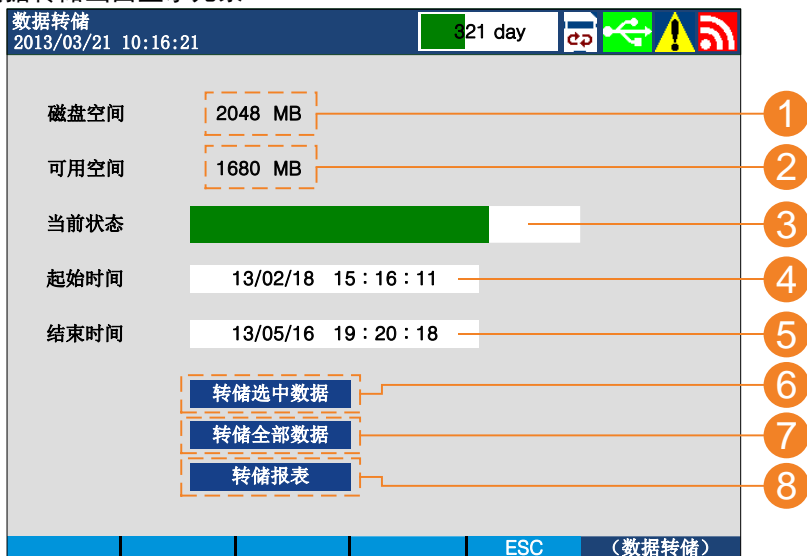 数据转储
2013/03/21 10:16:21
321 day
磁盘空间 2048 MB
1
可用空间 1680 MB
2
当前状态
3
起始时间 13/02/18 15:16:11
4
结束时间 13/05/16 19:20:18
5
转储选中数据
6
转储全部数据
7
转储报表
8
ESC (数据转储)